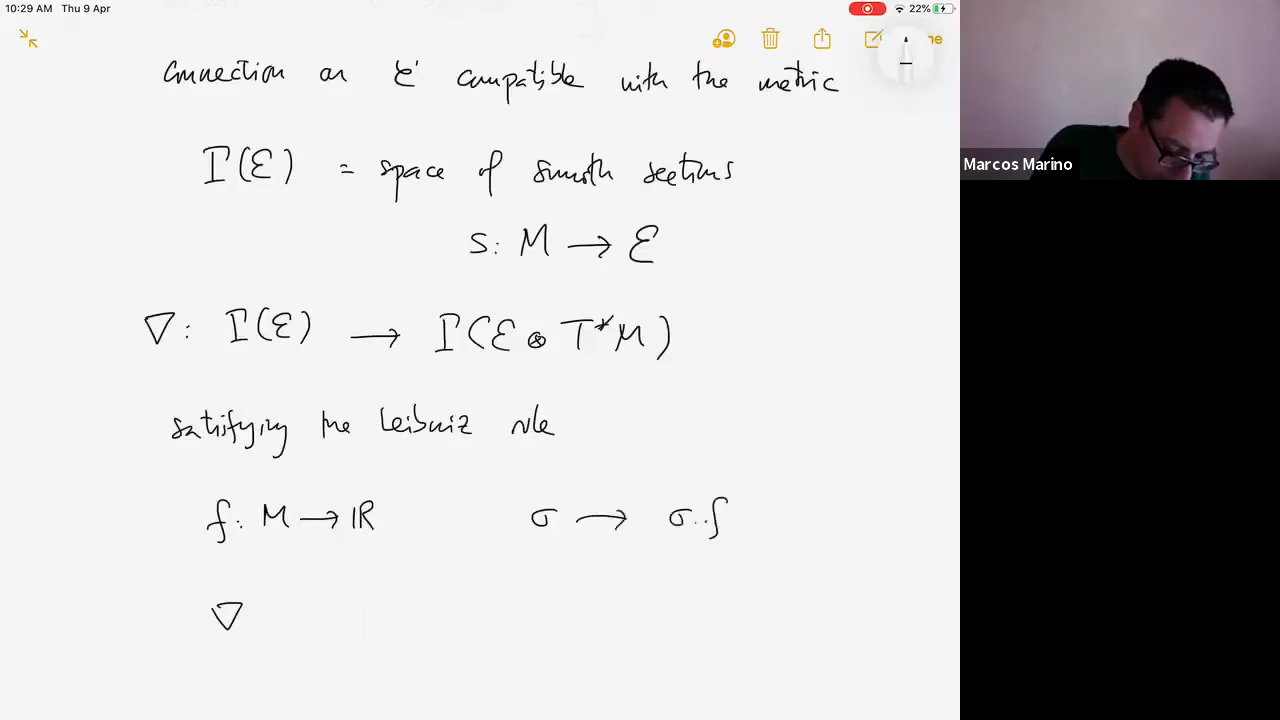 10:29 AM Thu 9 Apr
22%
Connection on ℰ compatible with the metric
Γ(ℰ) = space of smooth sections
s: M → ℰ
∇: Γ(ℰ) → Γ(ℰ ⊗ T*M)
satisfying the Leibniz rule
f: M → ℝ σ → σ·f
∇
Marcos Marino